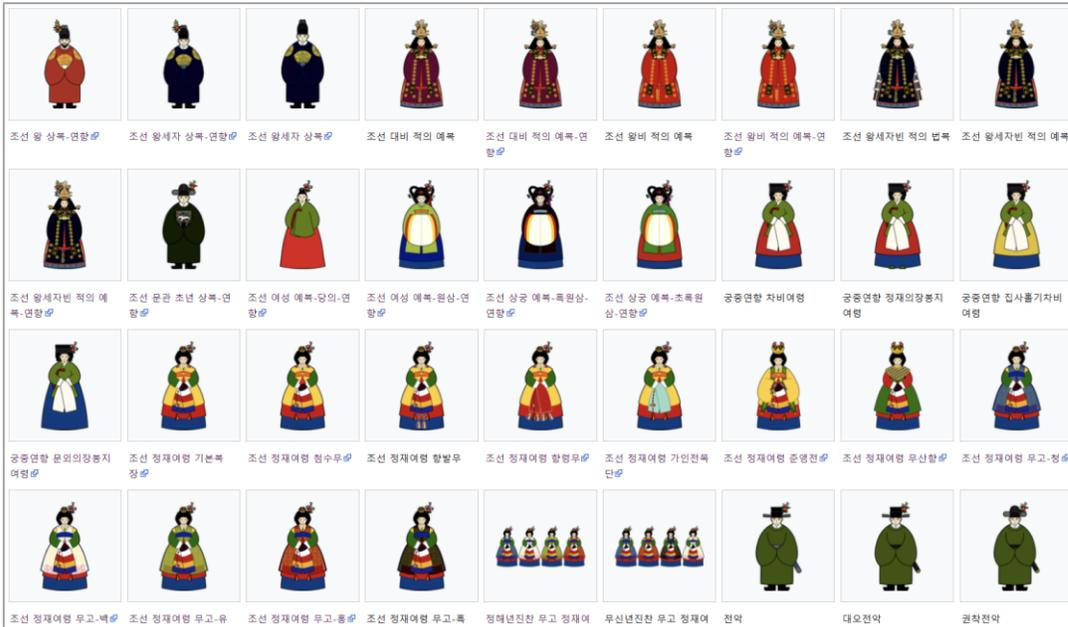 조선 왕 상복-연향
조선 왕세자 상복-연향
조선 왕세자 상복
조선 대비 적의 예복
조선 대비 적의 예복-연
향
조선 왕비 적의 예복
조선 왕비 적의 예복-연
향
조선 왕세자빈 적의 법복
조선 왕세자빈 적의 예복
조선 왕세자빈 적의 예
복-연향
조선 문관 초년 상복-연
향
조선 여성 예복-당의-연
향
조선 여성 예복-원삼-연
향
조선 상궁 예복-흑원삼-
연향
조선 상궁 예복-초록원
삼-연향
궁중연향 차비여령
궁중연향 정재의장봉지
여령
궁중연향 집사홀기차비
여령
궁중연향 문외의장봉지
여령
조선 정재여령 기본복
장
조선 정재여령 첨수무
조선 정재여령 향발무
조선 정재여령 향령무
조선 정재여령 가인전목
단
조선 정재여령 춘앵전
조선 정재여령 무산향
조선 정재여령 무고-청
조선 정재여령 무고-백
조선 정재여령 무고-유
조선 정재여령 무고-홍
조선 정재여령 무고-흑
정해년진찬 무고 정재여
무신년진찬 무고 정재여
전악
대오전악
권착전악